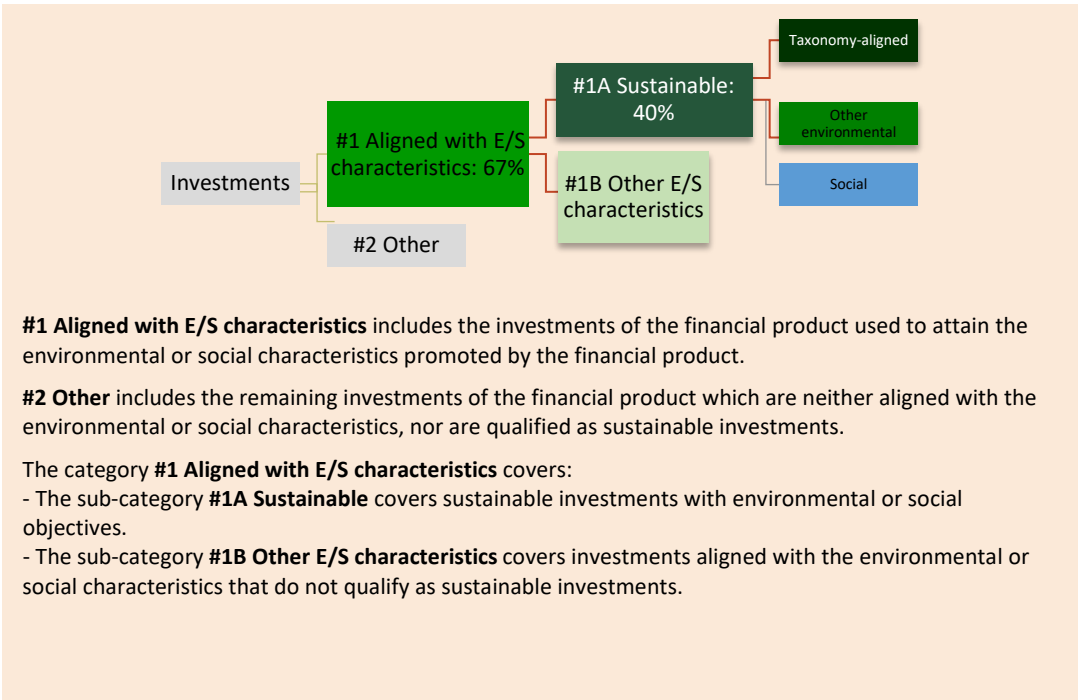 Taxonomy-aligned
#1A Sustainable:
40%
Other
environmental
#1 Aligned with E/S
characteristics: 67%
Investments
#1B Other E/S
characteristics
Social
#2 Other
#1 Aligned with E/S characteristics includes the investments of the financial product used to attain the
environmental or social characteristics promoted by the financial product.
#2 Other includes the remaining investments of the financial product which are neither aligned with the
environmental or social characteristics, nor are qualified as sustainable investments.
The category #1 Aligned with E/S characteristics covers:
- The sub-category #1A Sustainable covers sustainable investments with environmental or social
objectives.
- The sub-category #1B Other E/S characteristics covers investments aligned with the environmental or
social characteristics that do not qualify as sustainable investments.